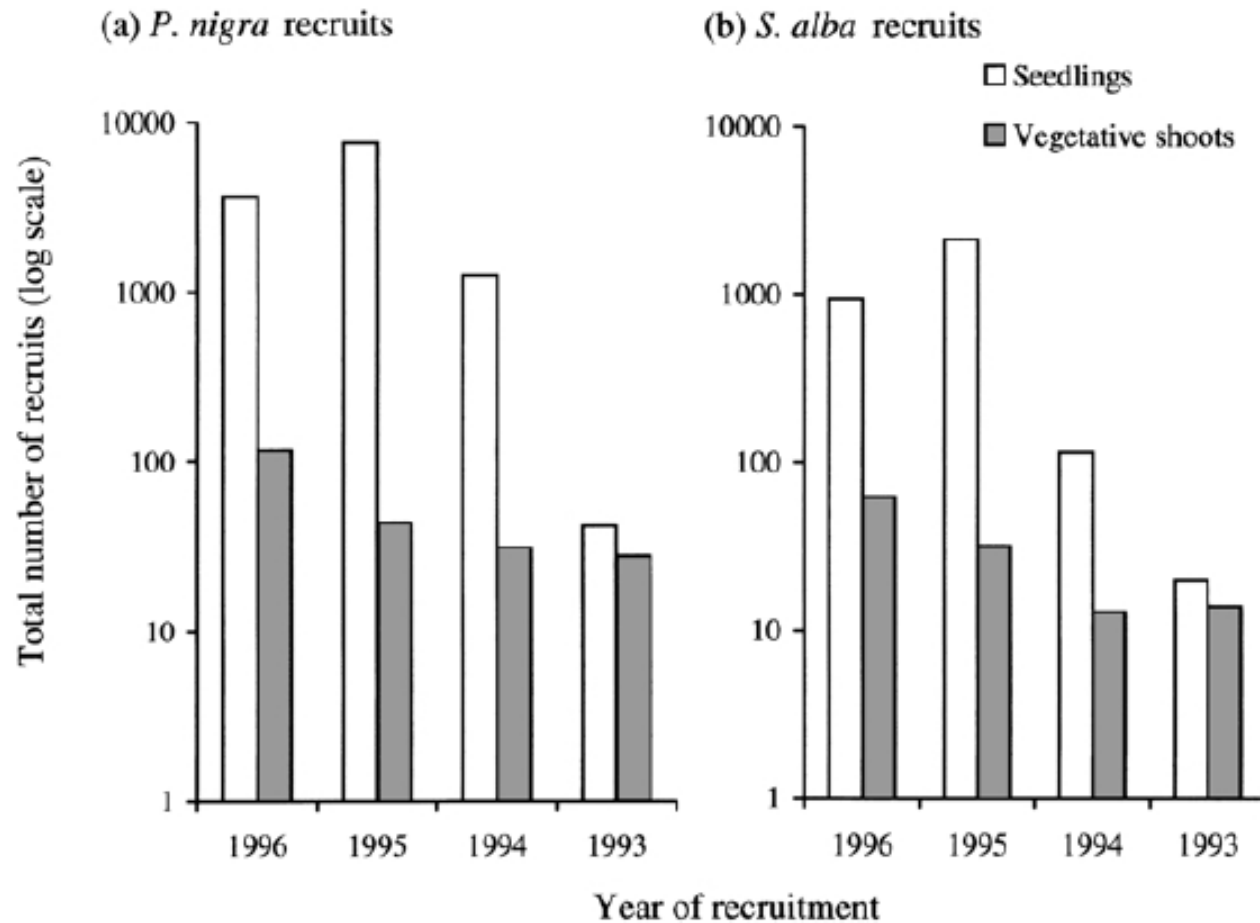 (a) P. nigra recruits
(b) S. alba recruits
Seedlings
Vegetative shoots
Total number of recruits (log scale)
10000
1000
100
10
1
1996 1995 1994 1993
10000
1000
100
10
1
1996 1995 1994 1993
Year of recruitment